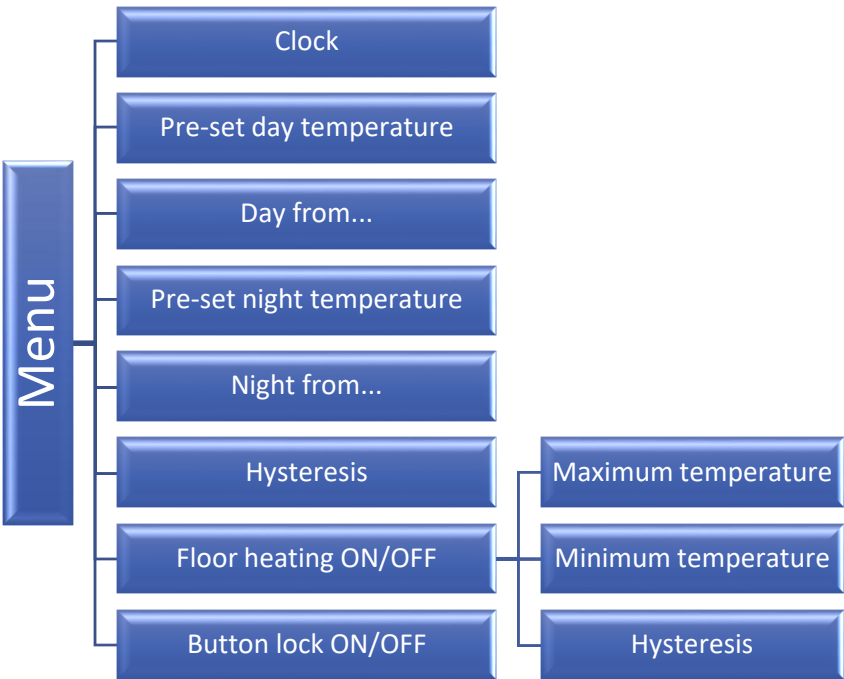 Menu
Clock
Pre-set day temperature
Day from...
Pre-set night temperature
Night from...
Hysteresis
Floor heating ON/OFF
Maximum temperature
Minimum temperature
Hysteresis
Button lock ON/OFF